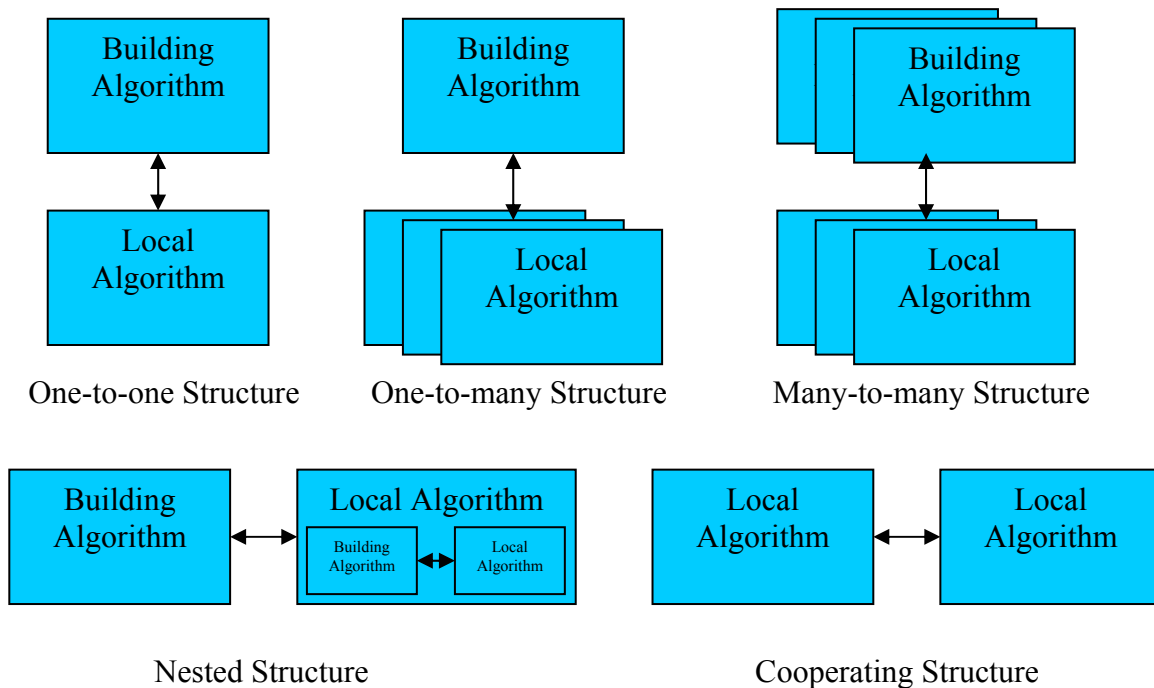 Building
Algorithm
Local
Algorithm
One-to-one Structure
Building
Algorithm
Local
Algorithm
One-to-many Structure
Building
Algorithm
Local
Algorithm
Many-to-many Structure
Building
Algorithm
Local Algorithm
Building
Algorithm
Local
Algorithm
Nested Structure
Local
Algorithm
Local
Algorithm
Cooperating Structure